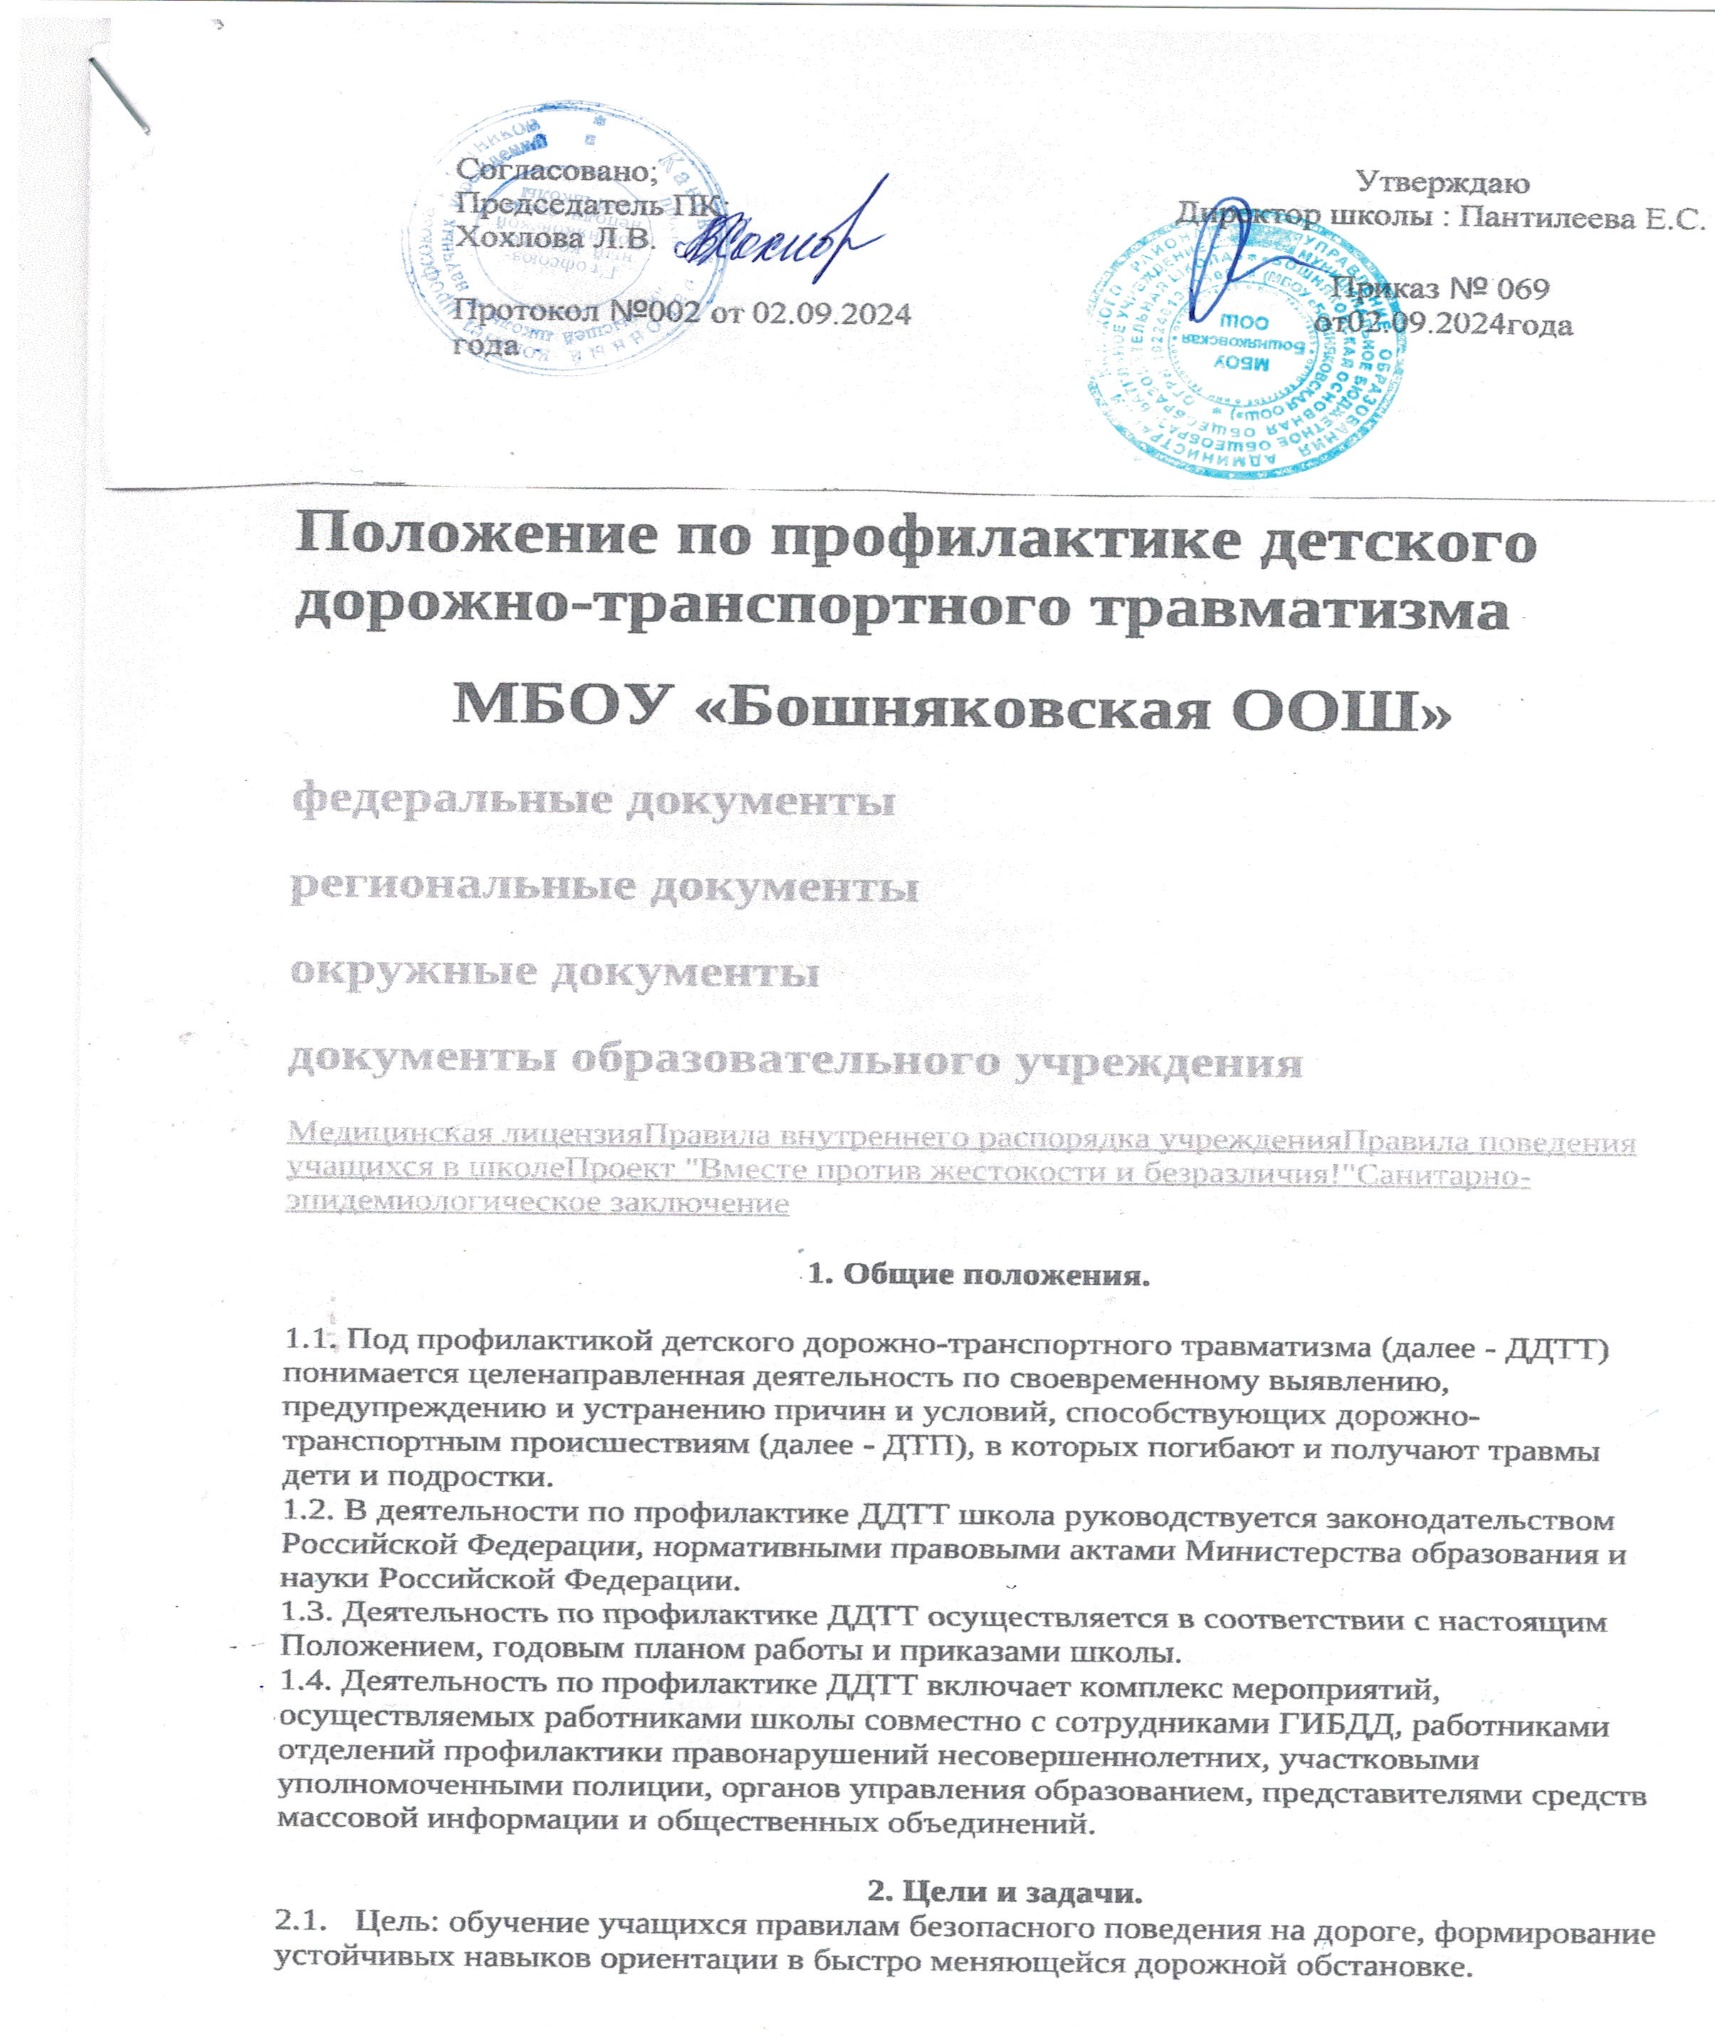 Согласовано;
Председатель ПК:
Хохлова Л.В.
Протокол №002 от 02.09.2024
года
Утверждаю
Директор школы : Пантилеева Е.С.
Приказ № 069
от02.09.2024года
МБОУ
Бошняковская
ООШ
Положение по профилактике детского
дорожно-транспортного травматизма
МБОУ «Бошняковская ООШ»
федеральные документы
региональные документы
окружные документы
документы образовательного учреждения
Медицинская лицензияПравила внутреннего распорядка учрежденияПравила поведения
учащихся в школеПроект "Вместе против жестокости и безразличия!"Санитарно-
эпидемиологическое заключение
1. Общие положения.
1.1. Под профилактикой детского дорожно-транспортного травматизма (далее - ДДТТ)
понимается целенаправленная деятельность по своевременному выявлению,
предупреждению и устранению причин и условий, способствующих дорожно-
транспортным происшествиям (далее - ДТП), в которых погибают и получают травмы
дети и подростки.
1.2. В деятельности по профилактике ДДТТ школа руководствуется законодательством
Российской Федерации, нормативными правовыми актами Министерства образования и
науки Российской Федерации.
1.3. Деятельность по профилактике ДДТТ осуществляется в соответствии с настоящим
Положением, годовым планом работы и приказами школы.
1.4. Деятельность по профилактике ДДТТ включает комплекс мероприятий,
осуществляемых работниками школы совместно с сотрудниками ГИБДД, работниками
отделений профилактики правонарушений несовершеннолетних, участковыми
уполномоченными полиции, органов управления образованием, представителями средств
массовой информации и общественных объединений.
2. Цели и задачи.
2.1. Цель: обучение учащихся правилам безопасного поведения на дороге, формирование
устойчивых навыков ориентации в быстро меняющейся дорожной обстановке.